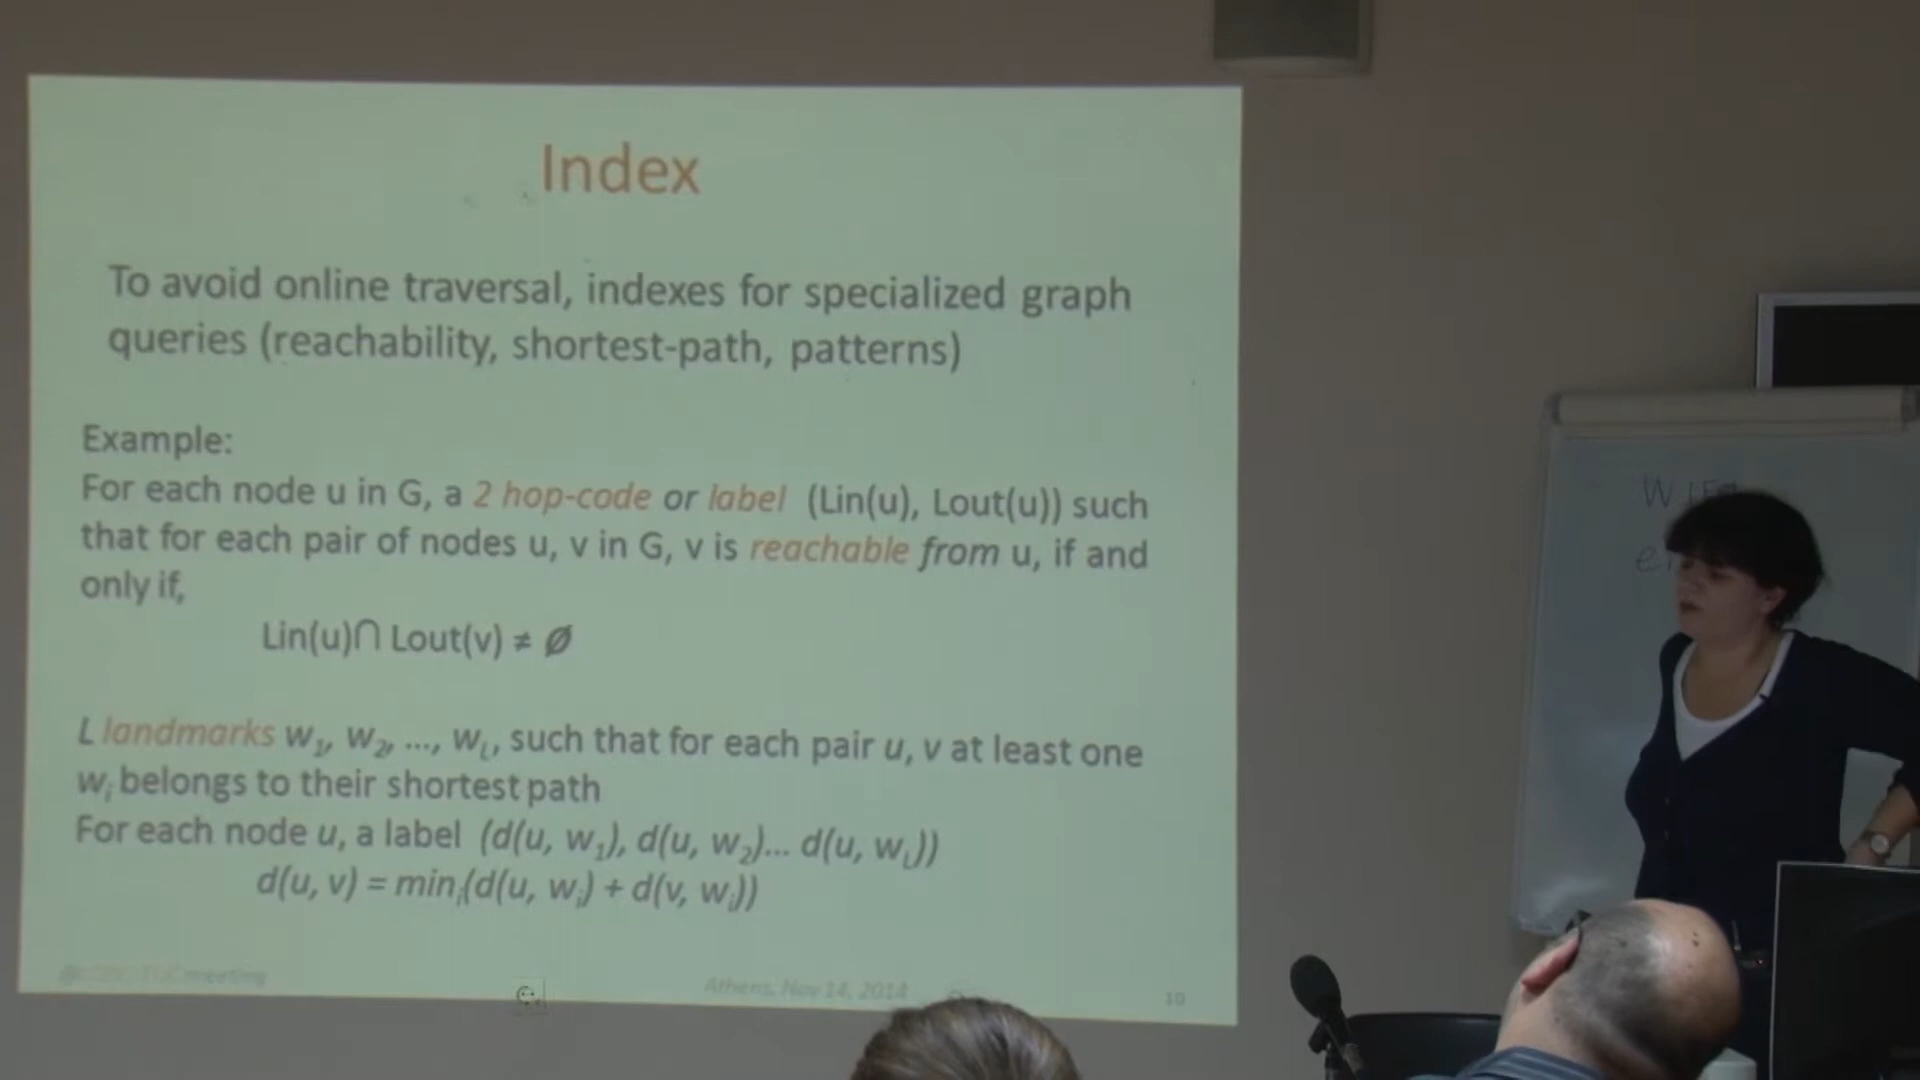 Index
To avoid online traversal, indexes for specialized graph
queries (reachability, shortest-path, patterns)
Example:
For each node u in G, a 2 hop-code or label (Lin(u), Lout(u)) such
that for each pair of nodes u, v in G, v is reachable from u, if and
only if,
Lin(u)∩ Lout(v) ≠ ∅
L landmarks w₁, w₂, ..., w_L, such that for each pair u, v at least one
wᵢ belongs to their shortest path
For each node u, a label (d(u, w₁), d(u, w₂)... d(u, w_L))
d(u, v) = minᵢ(d(u, wᵢ) + d(v, wᵢ))
meeting
Athens, Nov 14, 2014
10